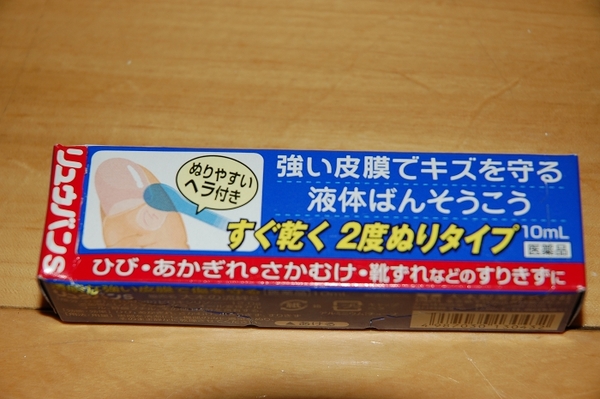 リュウバンS
ぬりやすい
ヘラ付き
強い皮膜でキズを守る
液体ばんそうこう
すぐ乾く 2度ぬりタイプ
10mL
医薬品
ひび・あかぎれ・さかむけ・靴ずれなどのすりきずに